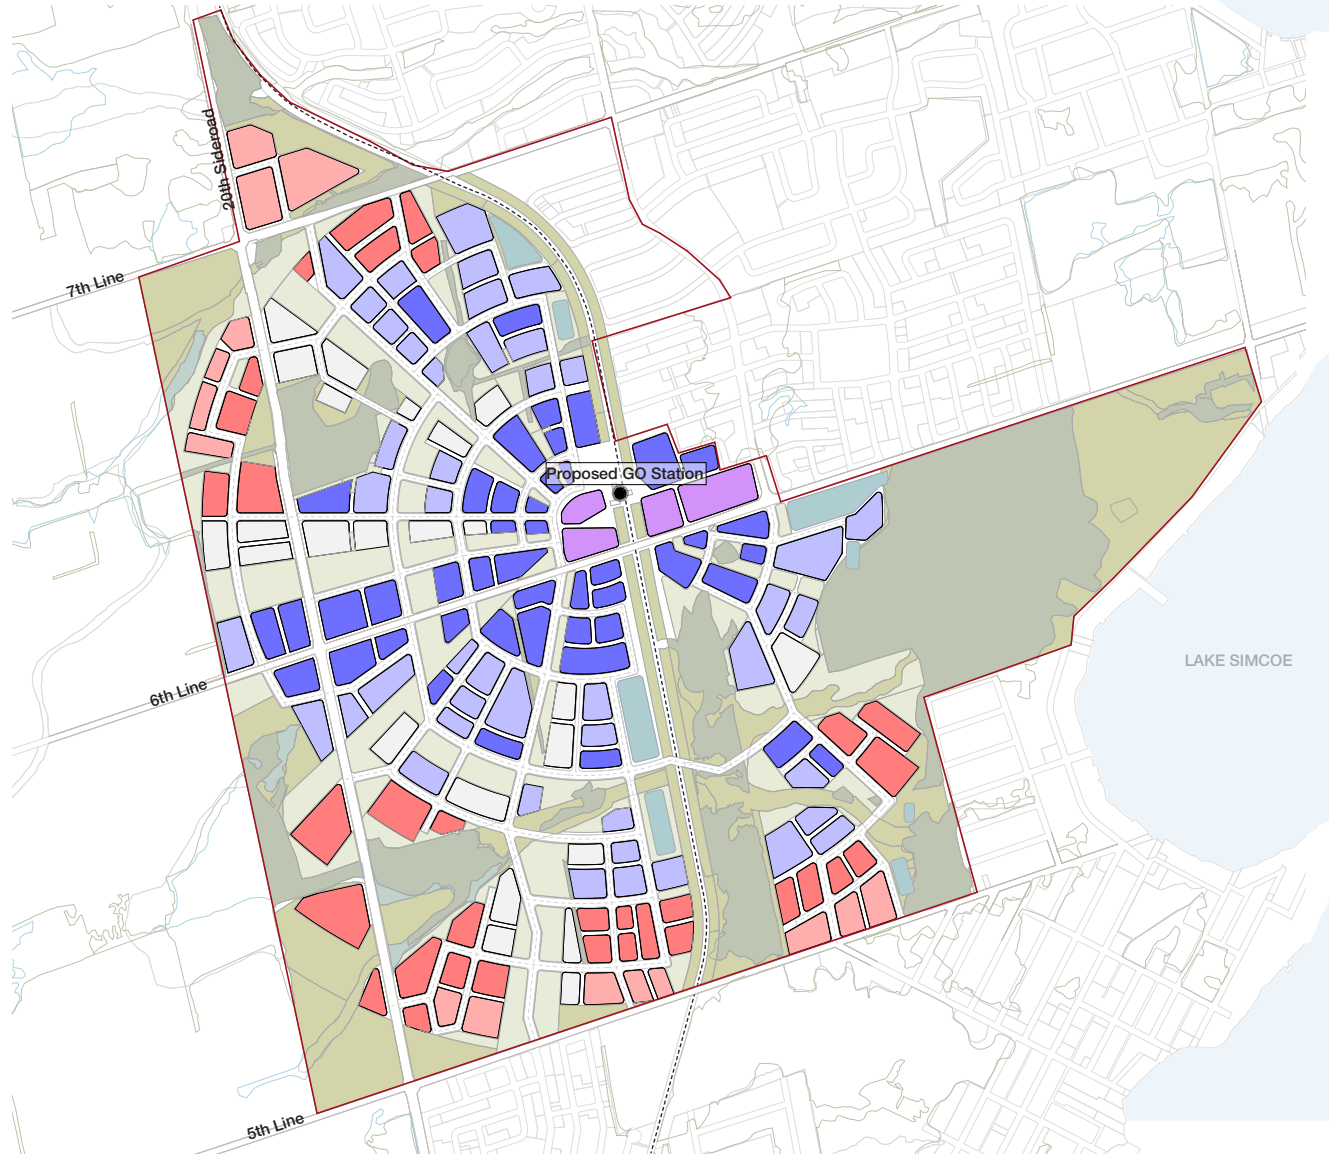 20th Sideroad
7th Line
Proposed GO Station
LAKE SIMCOE
6th Line
5th Line